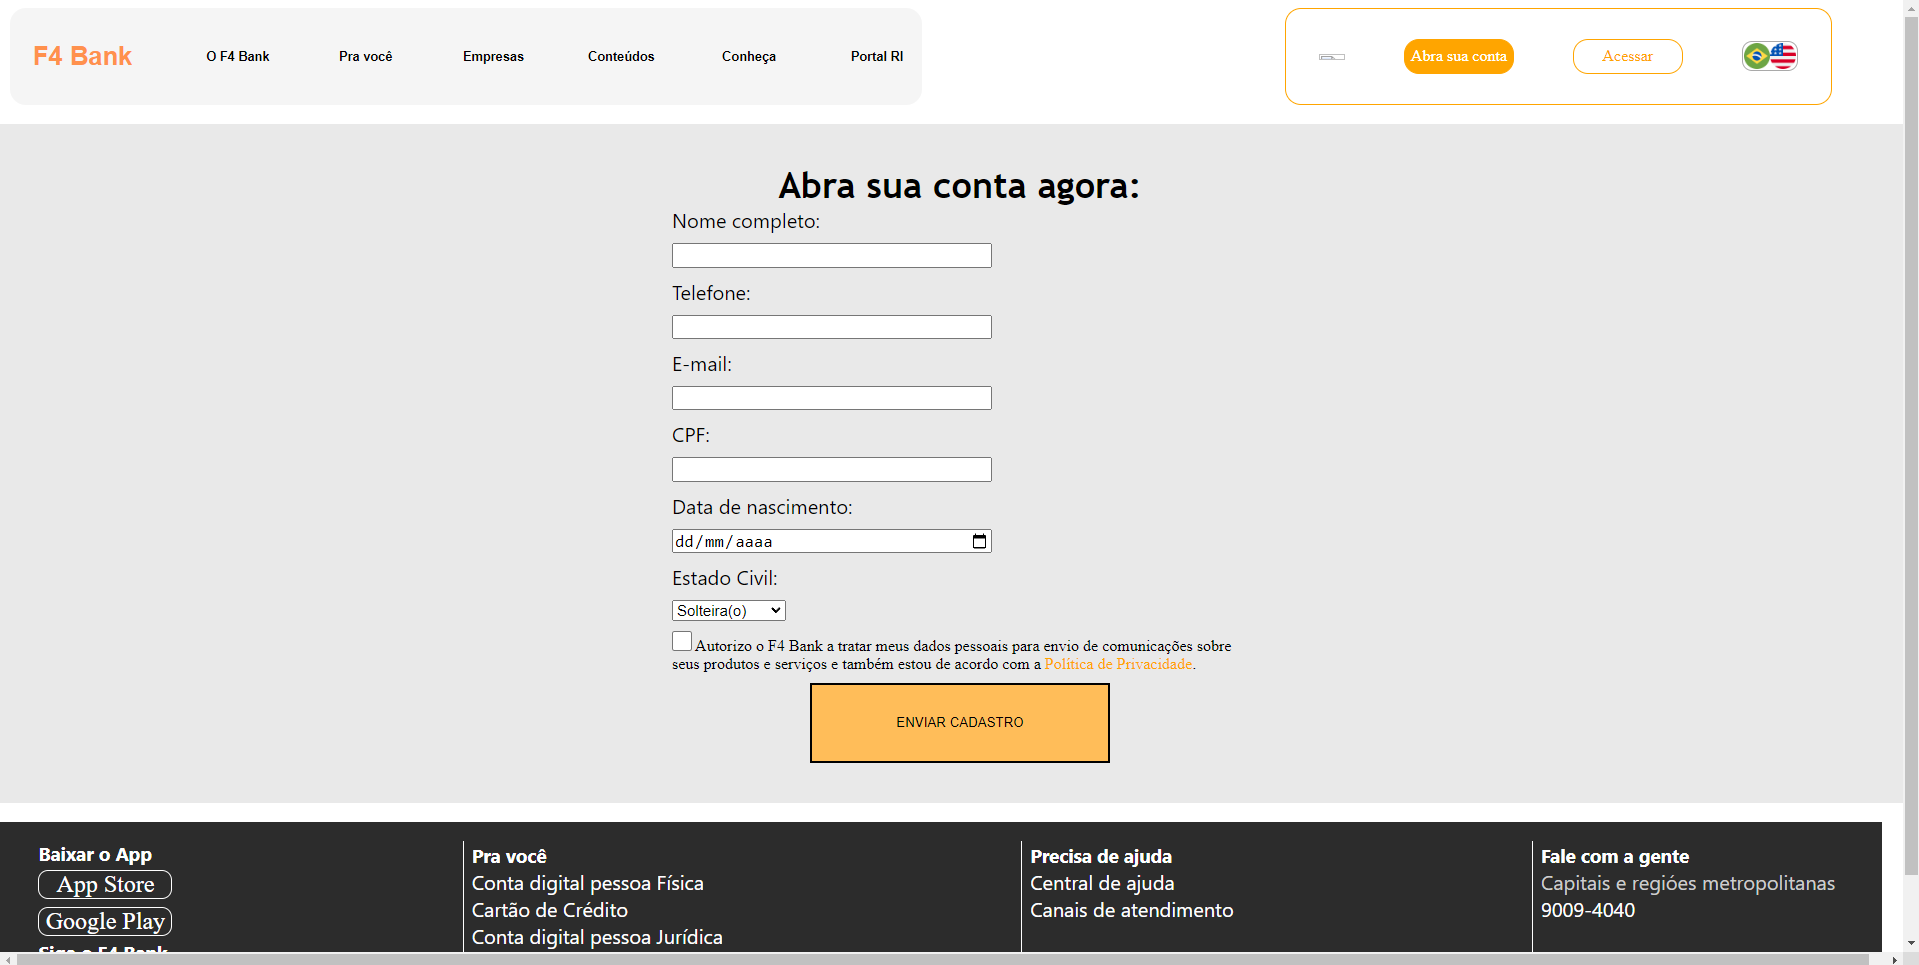 F4 Bank
O F4 Bank
Pra você
Empresas
Conteúdos
Conheça
Portal RI
Abra sua conta
Acessar
Abra sua conta agora:
Nome completo:
Telefone:
E-mail:
CPF:
Data de nascimento:
dd/mm/aaaa
Estado Civil:
Solteira(o)
Autorizo o F4 Bank a tratar meus dados pessoais para envio de comunicações sobre
seus produtos e serviços e também estou de acordo com a Política de Privacidade.
ENVIAR CADASTRO
Baixar o App
App Store
Google Play
Siga o F4 Bank
Pra você
Conta digital pessoa Física
Cartão de Crédito
Conta digital pessoa Jurídica
Precisa de ajuda
Central de ajuda
Canais de atendimento
Fale com a gente
Capitais e regióes metropolitanas
9009-4040